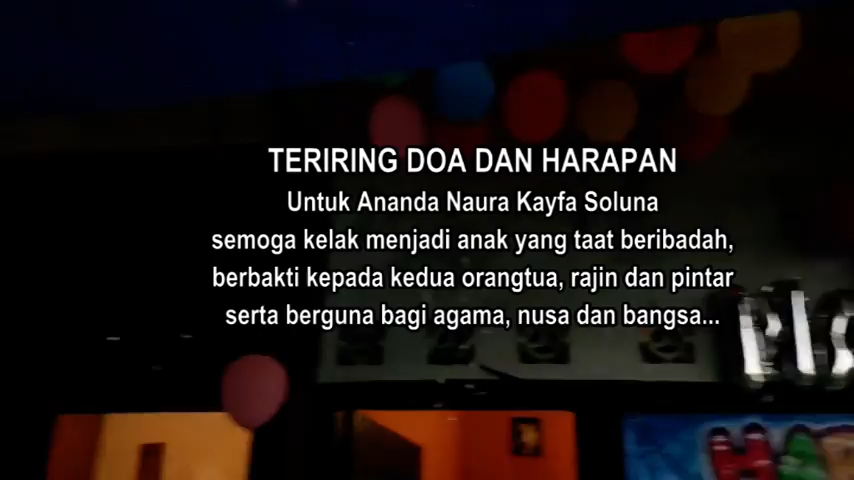 TERIRING DOA DAN HARAPAN
Untuk Ananda Naura Kayfa Soluna
semoga kelak menjadi anak yang taat beribadah,
berbakti kepada kedua orangtua, rajin dan pintar
serta berguna bagi agama, nusa dan bangsa...